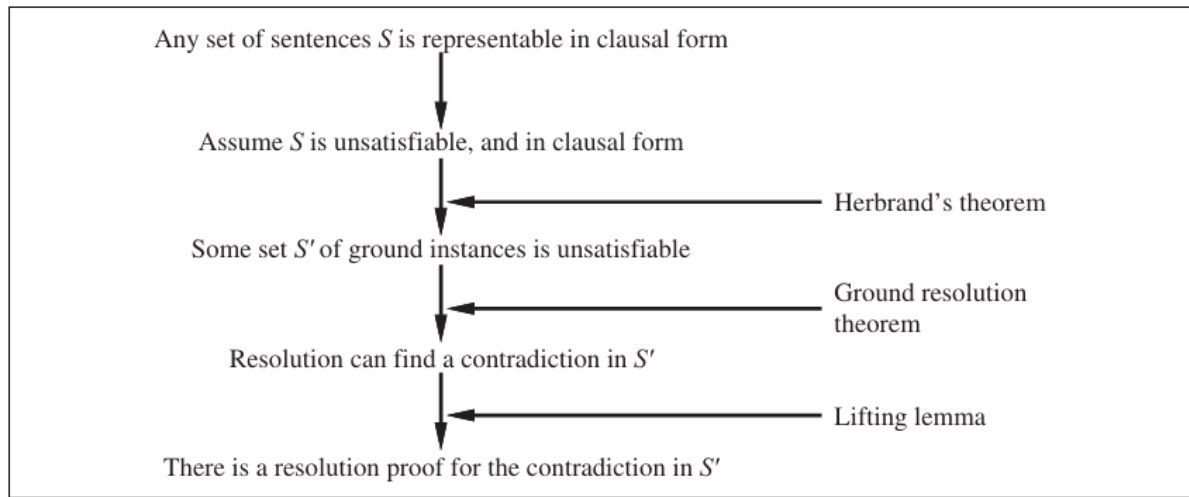 Any set of sentences S is representable in clausal form
Assume S is unsatisfiable, and in clausal form
Herbrand's theorem
Some set S′ of ground instances is unsatisfiable
Ground resolution
theorem
Resolution can find a contradiction in S′
Lifting lemma
There is a resolution proof for the contradiction in S′